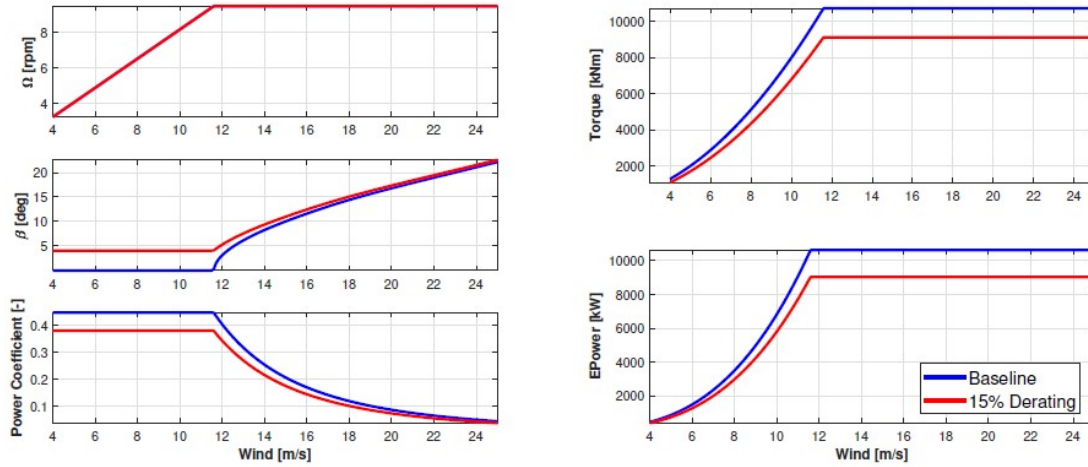 Ω [rpm]
8
6
4
4 6 8 10 12 14 16 18 20 22 24
β [deg]
20
15
10
5
4 6 8 10 12 14 16 18 20 22 24
Power Coefficient [-]
0.4
0.3
0.2
0.1
4 6 8 10 12 14 16 18 20 22 24
Wind [m/s]
Torque [kNm]
10000
8000
6000
4000
2000
4 6 8 10 12 14 16 18 20 22 24
EPower [kW]
10000
8000
6000
4000
2000
Baseline
15% Derating
4 6 8 10 12 14 16 18 20 22 24
Wind [m/s]